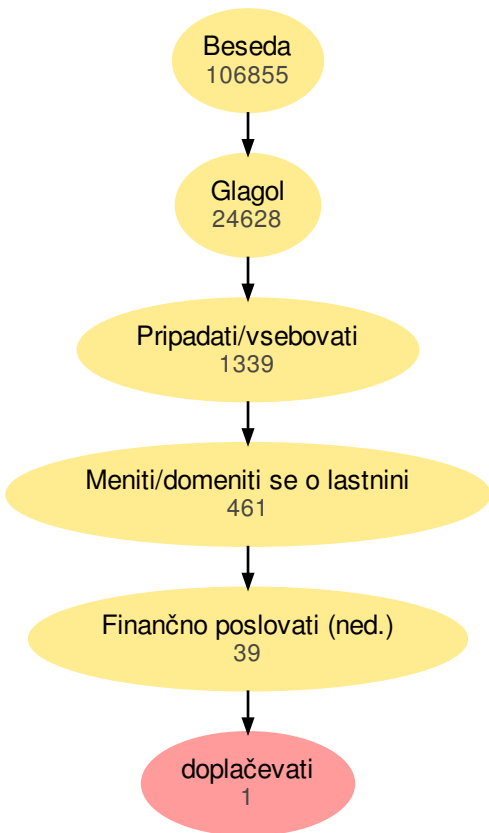 Beseda
106855
Glagol
24628
Pripadati/vsebovati
1339
Meniti/domeniti se o lastnini
461
Finančno poslovati (ned.)
39
doplačevati
1